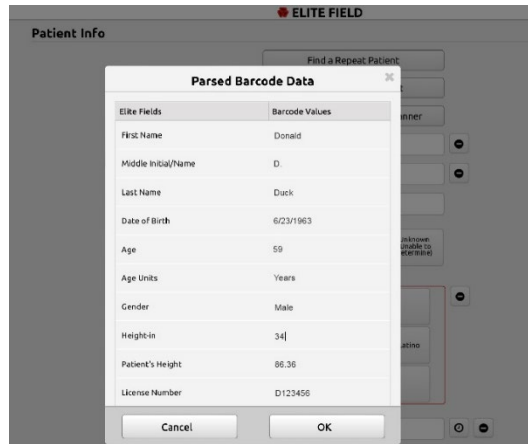 ELITE FIELD
Patient Info
Find a Repeat Patient
Parsed Barcode Data
Elite Fields Barcode Values
First Name Donald
Middle Initial/Name D.
Last Name Duck
Date of Birth 6/23/1963
Age 59
Age Units Years
Gender Male
Height-in 34
Patient's Height 86.36
License Number D123456
Cancel OK